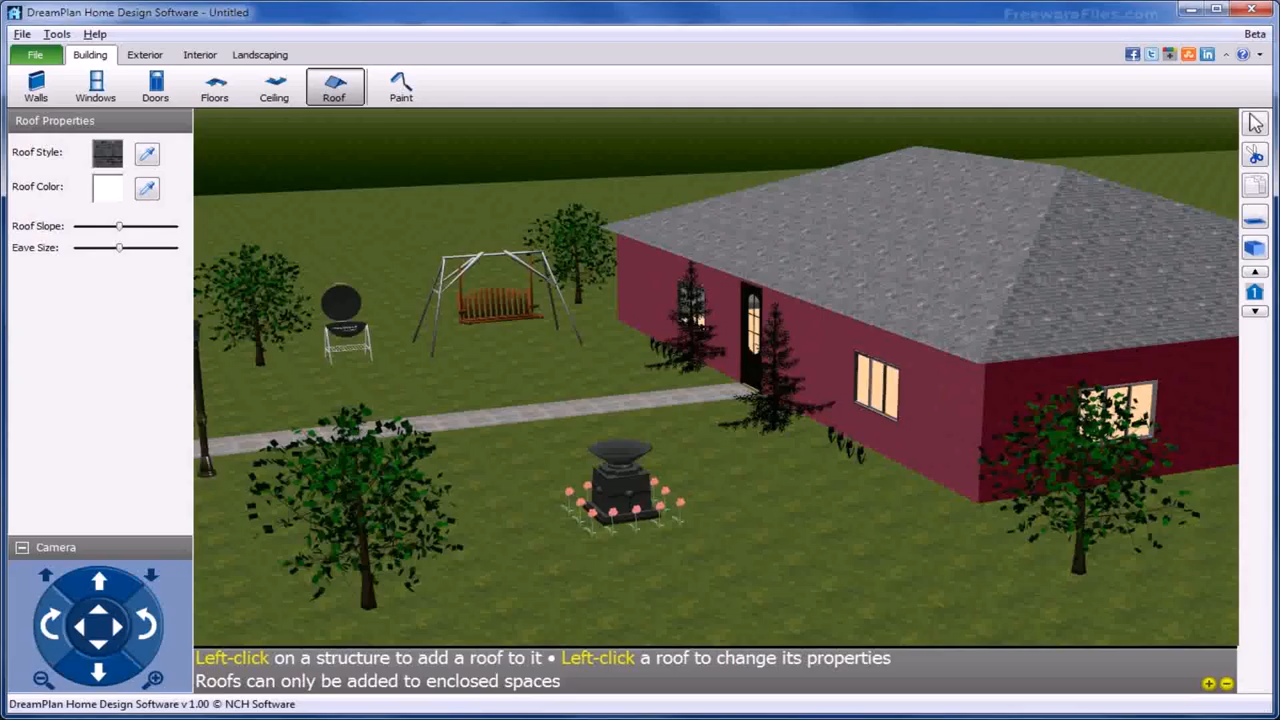 DreamPlan Home Design Software - Untitled
FreewareFiles.com
File Tools Help
Beta
File Building Exterior Interior Landscaping
Walls Windows Doors Floors Ceiling Roof Paint
Roof Properties
Roof Style:
Roof Color:
Roof Slope:
Eave Size:
1
Camera
Left-click on a structure to add a roof to it • Left-click a roof to change its properties
Roofs can only be added to enclosed spaces
DreamPlan Home Design Software v 1.00 © NCH Software